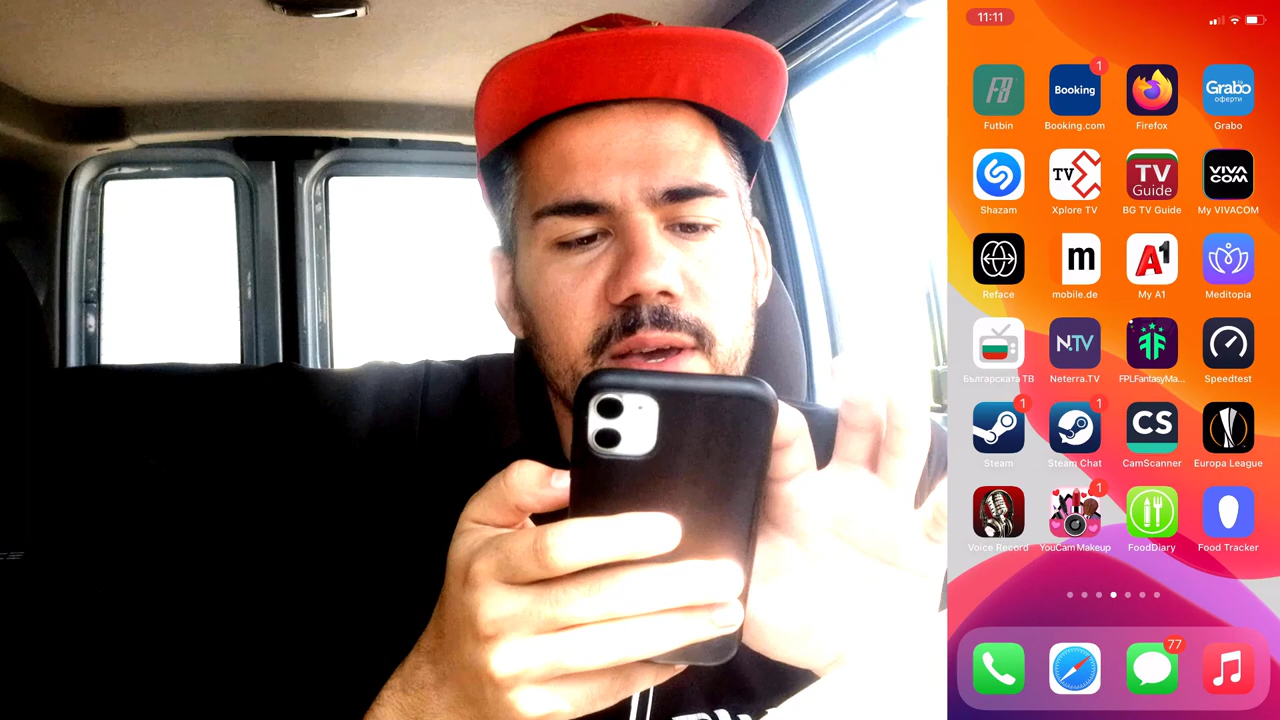 11:11
1
Booking
Grabo
оферти
Futbin
Booking.com
Firefox
Grabo
TV
TV
Guide
VIVA
COM
Shazam
Xplore TV
BG TV Guide
My VIVACOM
m
A1
Reface
mobile.de
My A1
Meditopia
N.TV
Българската ТВ
Neterra.TV
FPLFantasyMa...
Speedtest
1
1
CS
Steam
Steam Chat
CamScanner
Europa League
1
Voice Record
YouCam Makeup
FoodDiary
Food Tracker
77